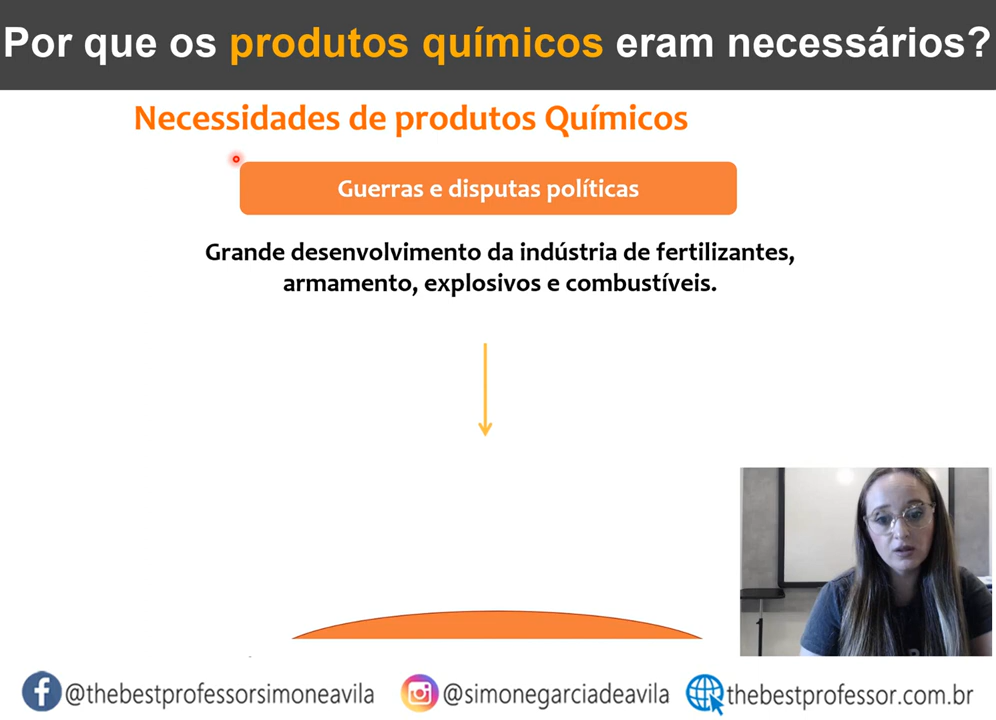 Por que os produtos químicos eram necessários?
Necessidades de produtos Químicos
Guerras e disputas políticas
Grande desenvolvimento da indústria de fertilizantes,
armamento, explosivos e combustíveis.
@thebestprofessorsimoneavila @simonegarciadeavila thebestprofessor.com.br